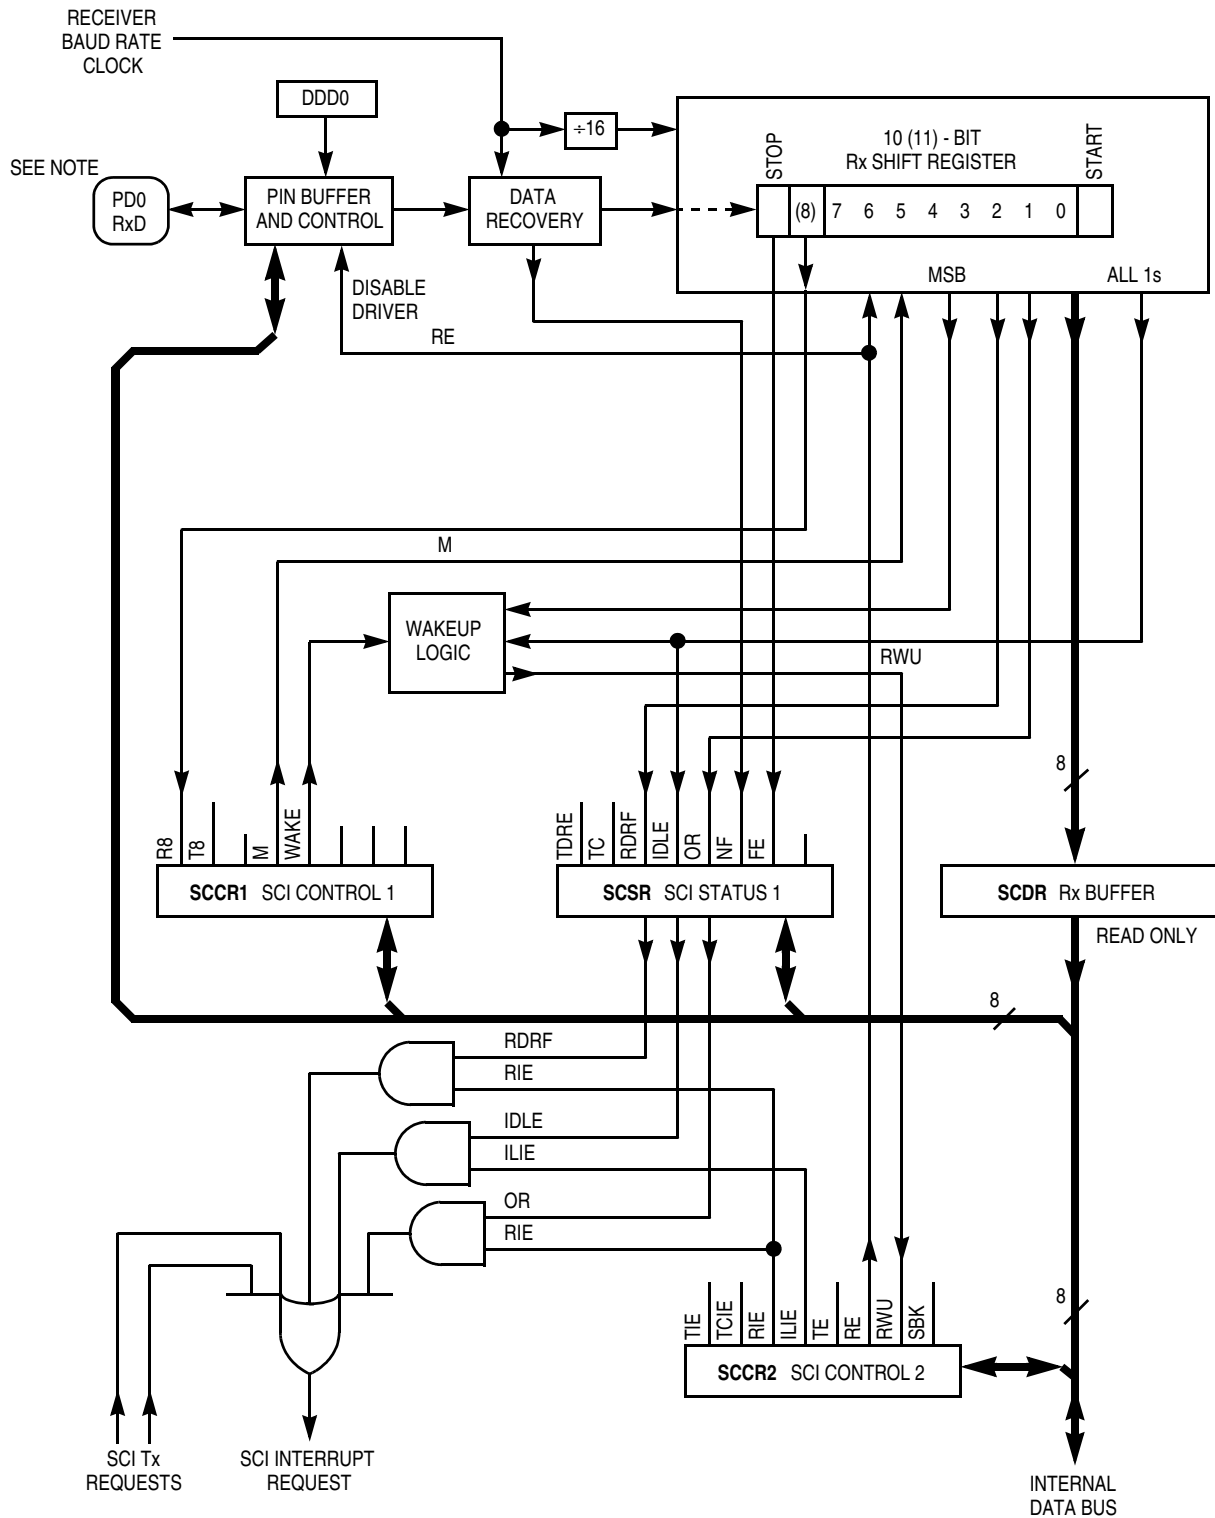 RECEIVER
BAUD RATE
CLOCK
DDD0
÷16
SEE NOTE
PD0
RxD
PIN BUFFER
AND CONTROL
DATA
RECOVERY
10 (11) - BIT
Rx SHIFT REGISTER
STOP
START
(8) 7 6 5 4 3 2 1 0
DISABLE
DRIVER
MSB
ALL 1s
RE
M
WAKEUP
LOGIC
RWU
8
R8
T8
M
WAKE
TDRE
TC
RDRF
IDLE
OR
NF
FE
SCCR1 SCI CONTROL 1
SCSR SCI STATUS 1
SCDR Rx BUFFER
READ ONLY
8
RDRF
RIE
IDLE
ILIE
OR
RIE
8
TIE
TCIE
RIE
ILIE
TE
RE
RWU
SBK
SCCR2 SCI CONTROL 2
SCI Tx
REQUESTS
SCI INTERRUPT
REQUEST
INTERNAL
DATA BUS